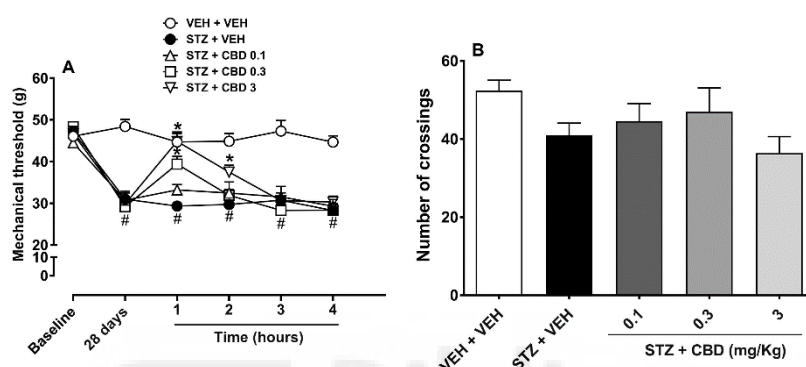 VEH + VEH
STZ + VEH
STZ + CBD 0.1
STZ + CBD 0.3
STZ + CBD 3
A
Mechanical threshold (g)
60
50
40
30
20
10
0
*
*
*
# # # # #
Baseline
28 days
1
2
3
4
Time (hours)
B
Number of crossings
60
40
20
0
VEH + VEH
STZ + VEH
0.1
0.3
3
STZ + CBD (mg/Kg)